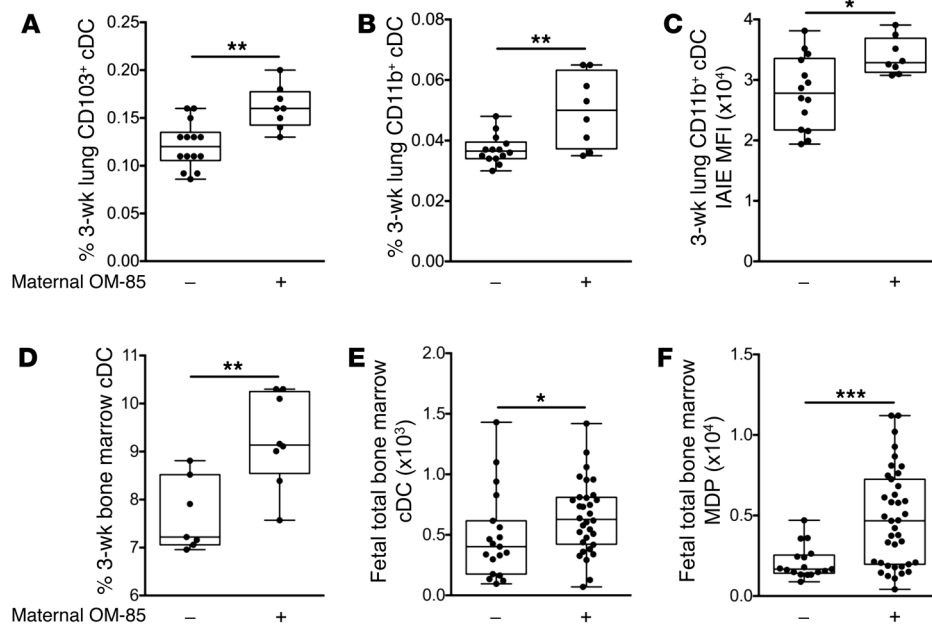 A
% 3-wk lung CD103⁺ cDC
0.25
0.20
0.15
0.10
0.05
0.00
**
B
% 3-wk lung CD11b⁺ cDC
0.08
0.06
0.04
0.02
0.00
**
C
3-wk lung CD11b⁺ cDC
IAIE MFI (x10⁴)
4
3
2
1
0
*
Maternal OM-85 – + – + – +
D
% 3-wk bone marrow cDC
11
10
9
8
7
6
**
E
Fetal total bone marrow
cDC (x10³)
2.0
1.5
1.0
0.5
0.0
*
F
Fetal total bone marrow
MDP (x10⁴)
1.5
1.0
0.5
0.0
***
Maternal OM-85 – + – + – +